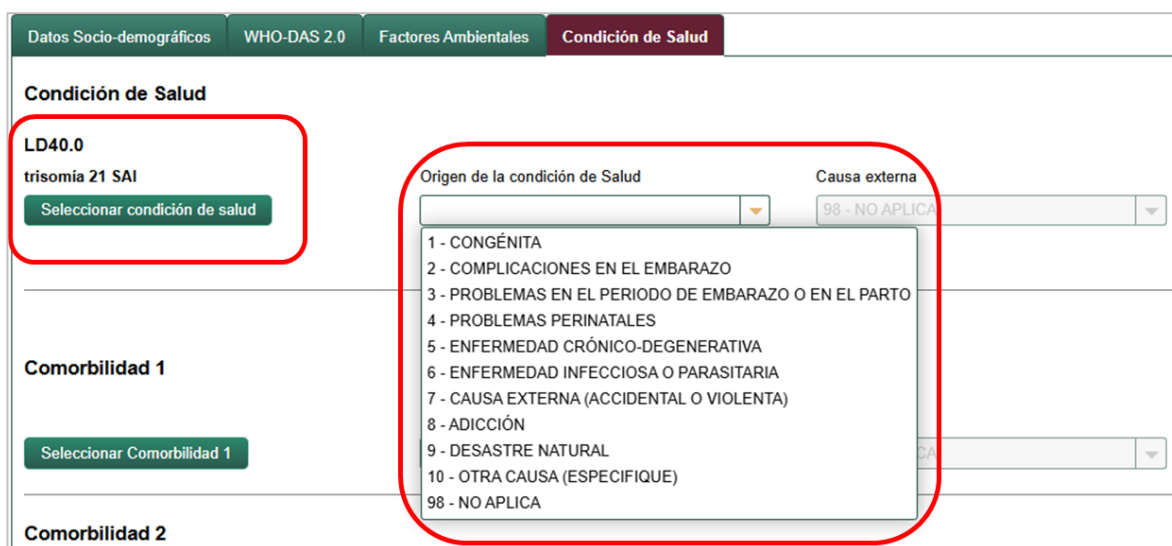 Datos Socio-demográficos WHO-DAS 2.0 Factores Ambientales Condición de Salud
Condición de Salud
LD40.0
trisomía 21 SAI
Seleccionar condición de salud
Origen de la condición de Salud
Causa externa
98 - NO APLICA
1 - CONGÉNITA
2 - COMPLICACIONES EN EL EMBARAZO
3 - PROBLEMAS EN EL PERIODO DE EMBARAZO O EN EL PARTO
4 - PROBLEMAS PERINATALES
5 - ENFERMEDAD CRÓNICO-DEGENERATIVA
6 - ENFERMEDAD INFECCIOSA O PARASITARIA
7 - CAUSA EXTERNA (ACCIDENTAL O VIOLENTA)
8 - ADICCIÓN
9 - DESASTRE NATURAL
10 - OTRA CAUSA (ESPECIFIQUE)
98 - NO APLICA
Comorbilidad 1
Seleccionar Comorbilidad 1
CA
Comorbilidad 2